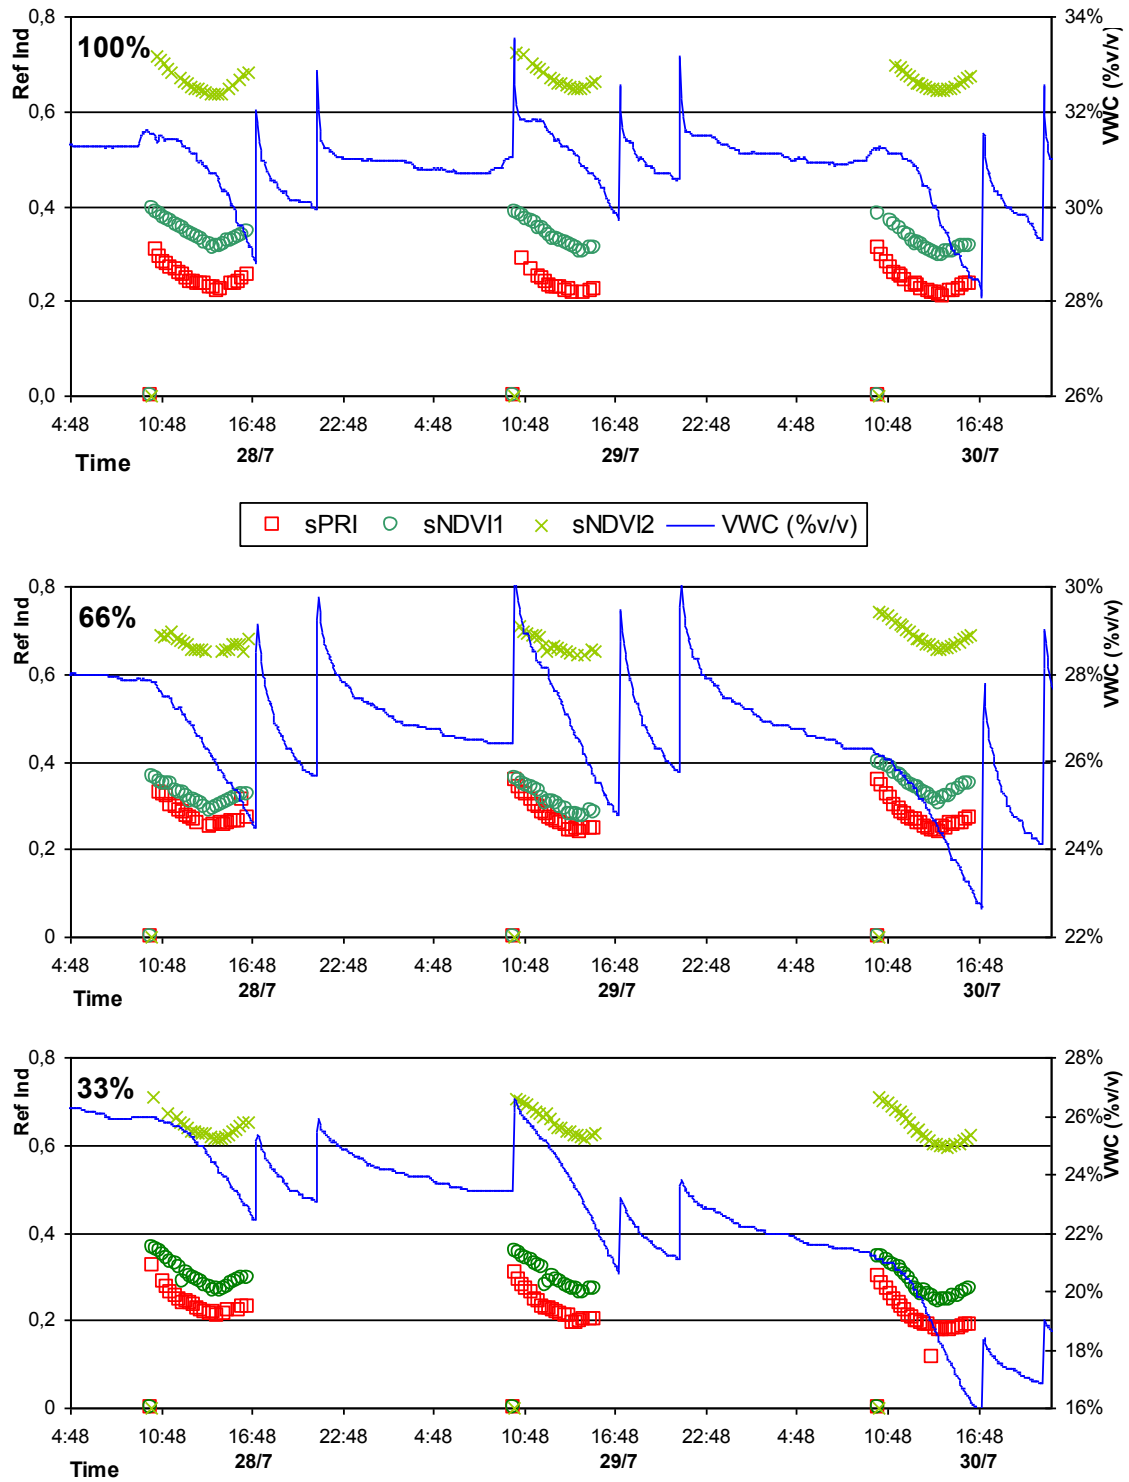 Ref Ind
100%
VWC (%v/v)
0,8
0,6
0,4
0,2
0,0
34%
32%
30%
28%
26%
4:48 10:48 16:48 22:48 4:48 10:48 16:48 22:48 4:48 10:48 16:48
Time 28/7 29/7 30/7
sPRI sNDVI1 sNDVI2 VWC (%v/v)
Ref Ind
66%
VWC (%v/v)
0,8
0,6
0,4
0,2
0
30%
28%
26%
24%
22%
4:48 10:48 16:48 22:48 4:48 10:48 16:48 22:48 4:48 10:48 16:48
Time 28/7 29/7 30/7
Ref Ind
33%
VWC (%v/v)
0,8
0,6
0,4
0,2
0
28%
26%
24%
22%
20%
18%
16%
4:48 10:48 16:48 22:48 4:48 10:48 16:48 22:48 4:48 10:48 16:48
Time 28/7 29/7 30/7